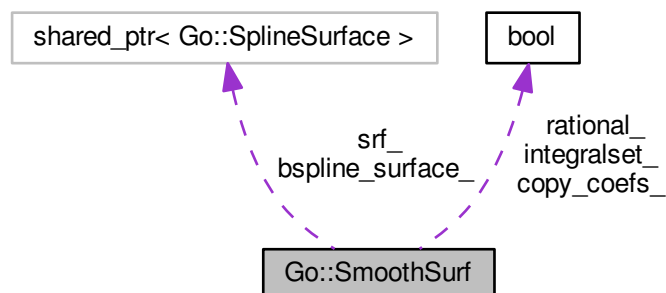 shared_ptr< Go::SplineSurface >
bool
srf_
bspline_surface_
rational_
integralset_
copy_coefs_
Go::SmoothSurf